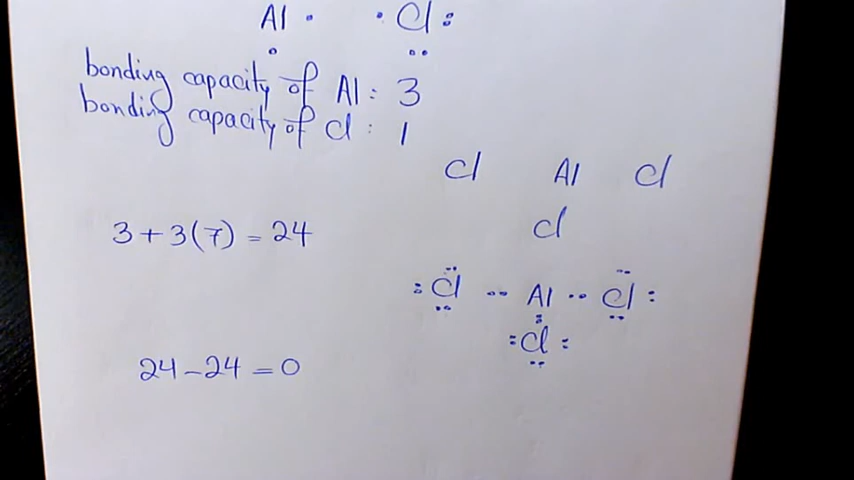 Al · · Cl :
bonding capacity of Al : 3
bonding capacity of Cl : 1
Cl Al Cl
Cl
3 + 3(7) = 24
: Cl ·· Al ·· Cl :
: Cl :
24 - 24 = 0